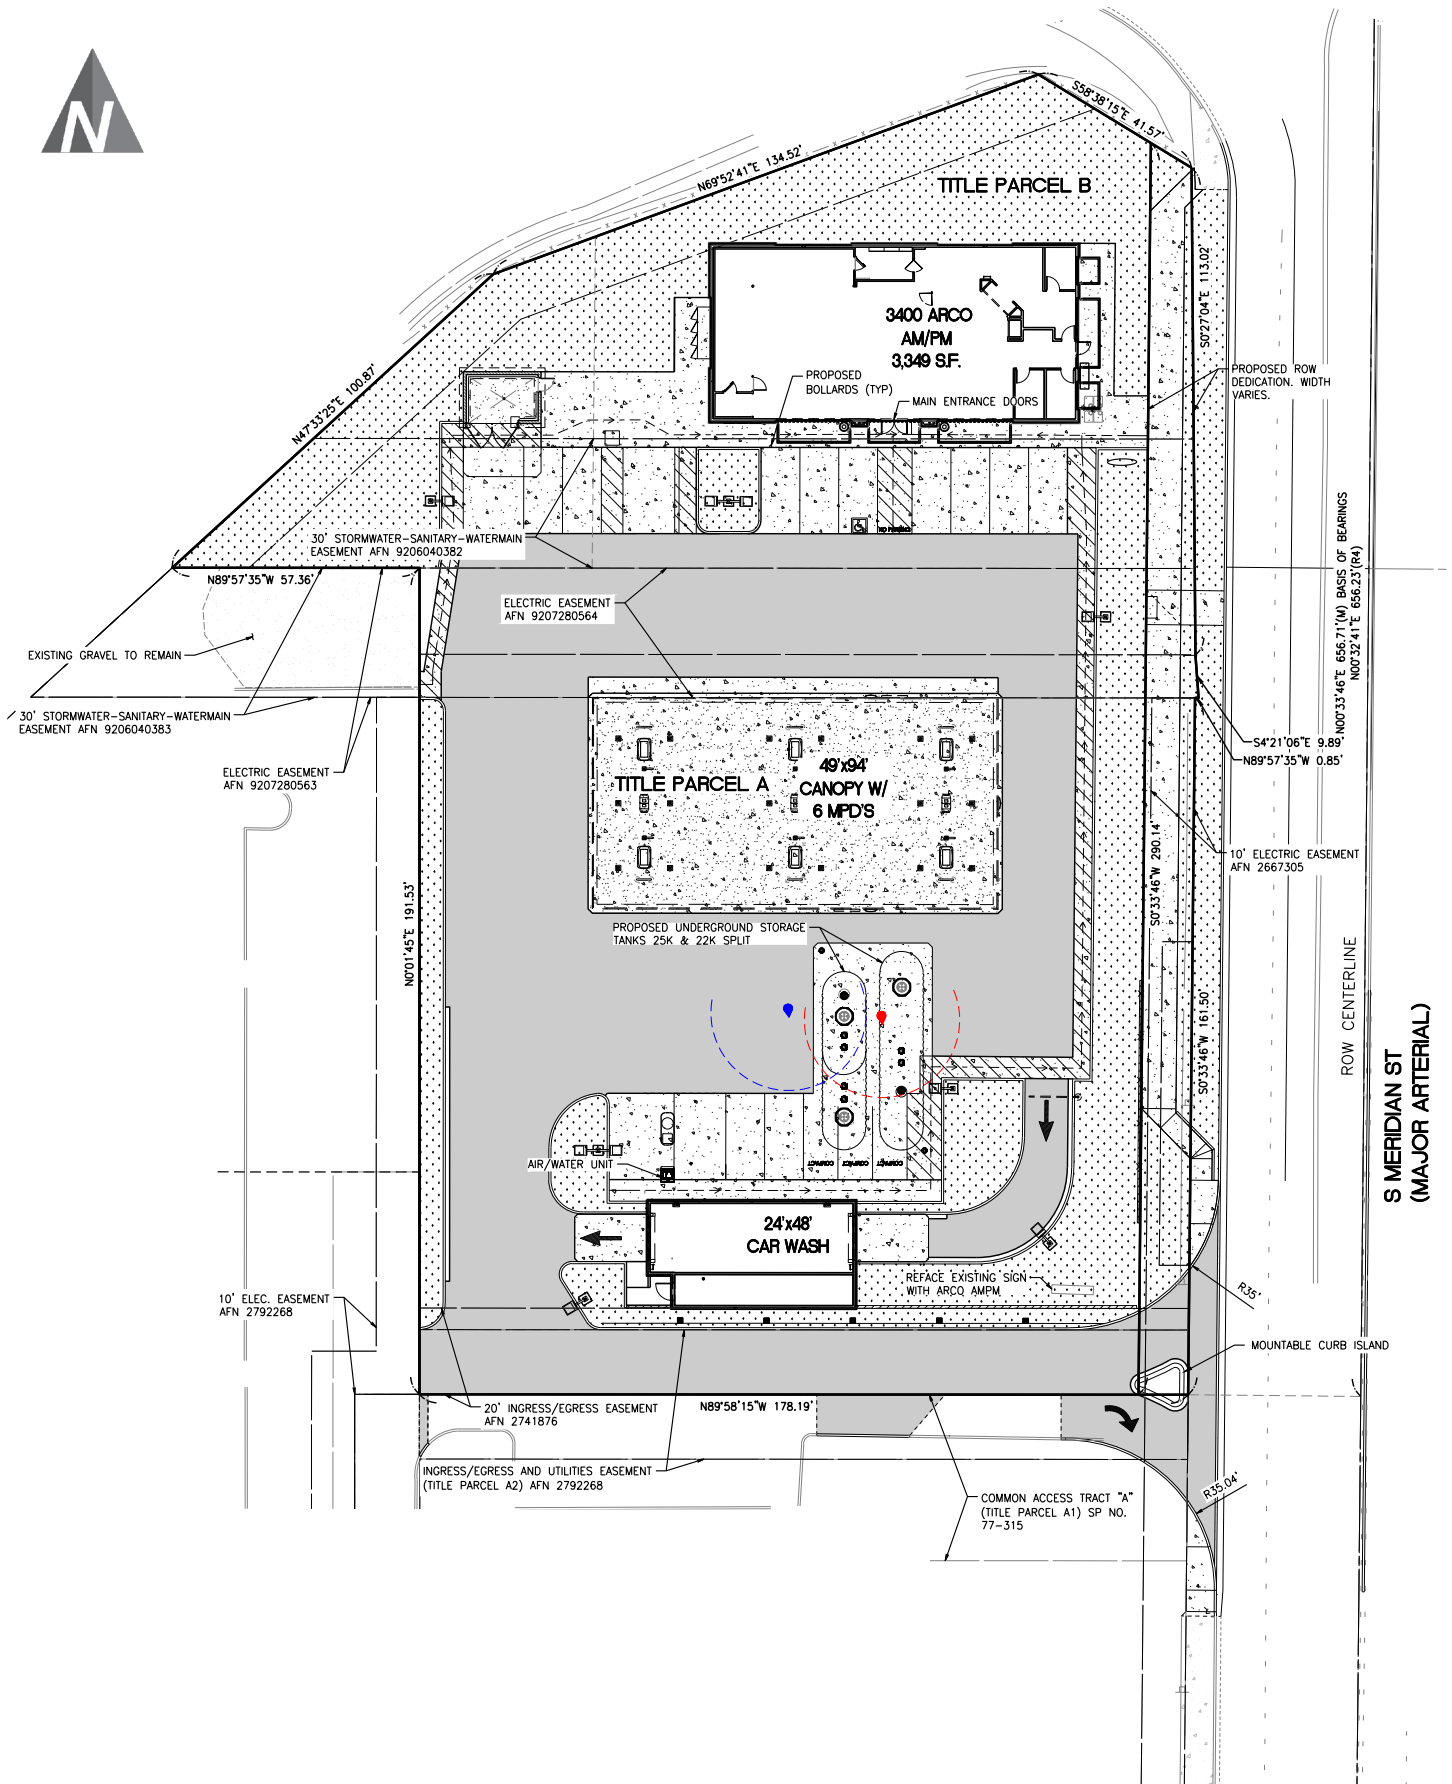 N
S58°38'15"E 41.57'
N69°52'41"E 134.52'
TITLE PARCEL B
S0°27'04"E 113.02'
3400 ARCO
AM/PM
3,349 S.F.
PROPOSED
BOLLARDS (TYP)
MAIN ENTRANCE DOORS
PROPOSED ROW
DEDICATION. WIDTH
VARIES.
N47°33'25"E 100.87'
NO PARKING
30' STORMWATER-SANITARY-WATERMAIN
EASEMENT AFN 9206040382
N89°57'35"W 57.36'
ELECTRIC EASEMENT
AFN 9207280564
N00°33'46"E 656.71'(M) BASIS OF BEARINGS
N00°32'41"E 656.23'(R4)
EXISTING GRAVEL TO REMAIN
30' STORMWATER-SANITARY-WATERMAIN
EASEMENT AFN 9206040383
S4°21'06"E 9.89'
N89°57'35"W 0.85'
ELECTRIC EASEMENT
AFN 9207280563
TITLE PARCEL A
49'x94'
CANOPY W/
6 MPD'S
10' ELECTRIC EASEMENT
AFN 2667305
S0°33'46"W 290.14'
N0°01'45"E 191.53'
PROPOSED UNDERGROUND STORAGE
TANKS 25K & 22K SPLIT
S0°33'46"W 161.50'
ROW CENTERLINE
S MERIDIAN ST
(MAJOR ARTERIAL)
COMPACT
COMPACT
COMPACT
AIR/WATER UNIT
24'x48'
CAR WASH
REFACE EXISTING SIGN
WITH ARCO AMPM
R35'
10' ELEC. EASEMENT
AFN 2792268
MOUNTABLE CURB ISLAND
20' INGRESS/EGRESS EASEMENT
AFN 2741876
N89°58'15"W 178.19'
INGRESS/EGRESS AND UTILITIES EASEMENT
(TITLE PARCEL A2) AFN 2792268
R35.04'
COMMON ACCESS TRACT "A"
(TITLE PARCEL A1) SP NO.
77-315